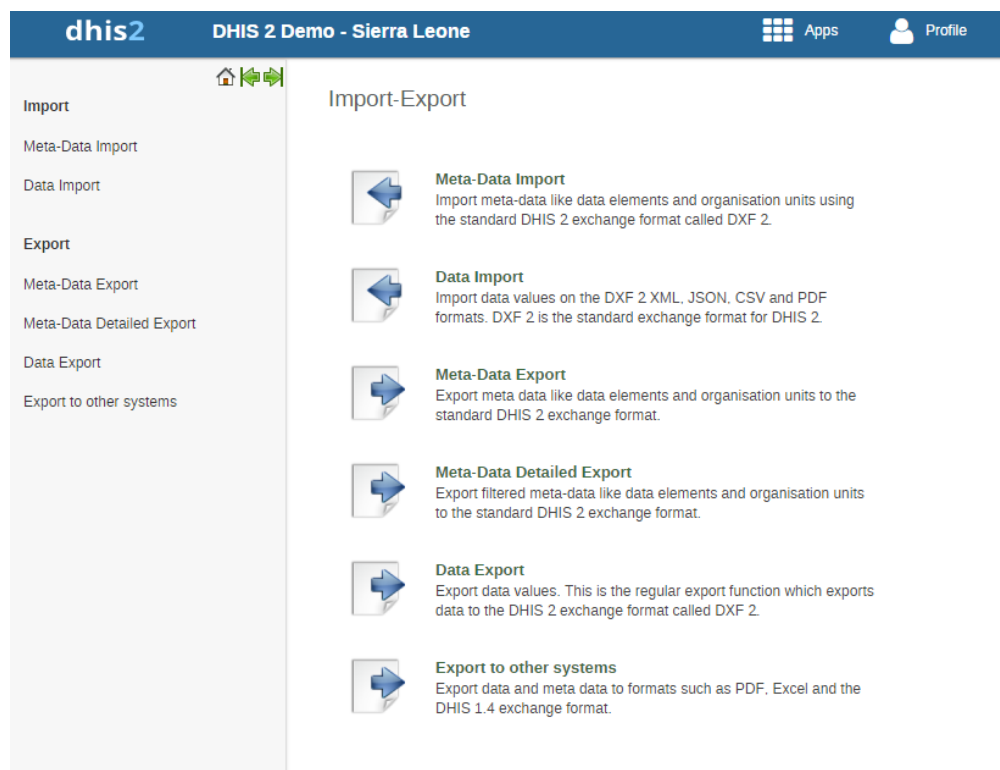 dhis2 DHIS 2 Demo - Sierra Leone Apps Profile
Import
Meta-Data Import
Data Import
Export
Meta-Data Export
Meta-Data Detailed Export
Data Export
Export to other systems
Import-Export
Meta-Data Import
Import meta-data like data elements and organisation units using
the standard DHIS 2 exchange format called DXF 2.
Data Import
Import data values on the DXF 2 XML, JSON, CSV and PDF
formats. DXF 2 is the standard exchange format for DHIS 2.
Meta-Data Export
Export meta data like data elements and organisation units to the
standard DHIS 2 exchange format.
Meta-Data Detailed Export
Export filtered meta-data like data elements and organisation units
to the standard DHIS 2 exchange format.
Data Export
Export data values. This is the regular export function which exports
data to the DHIS 2 exchange format called DXF 2.
Export to other systems
Export data and meta data to formats such as PDF, Excel and the
DHIS 1.4 exchange format.